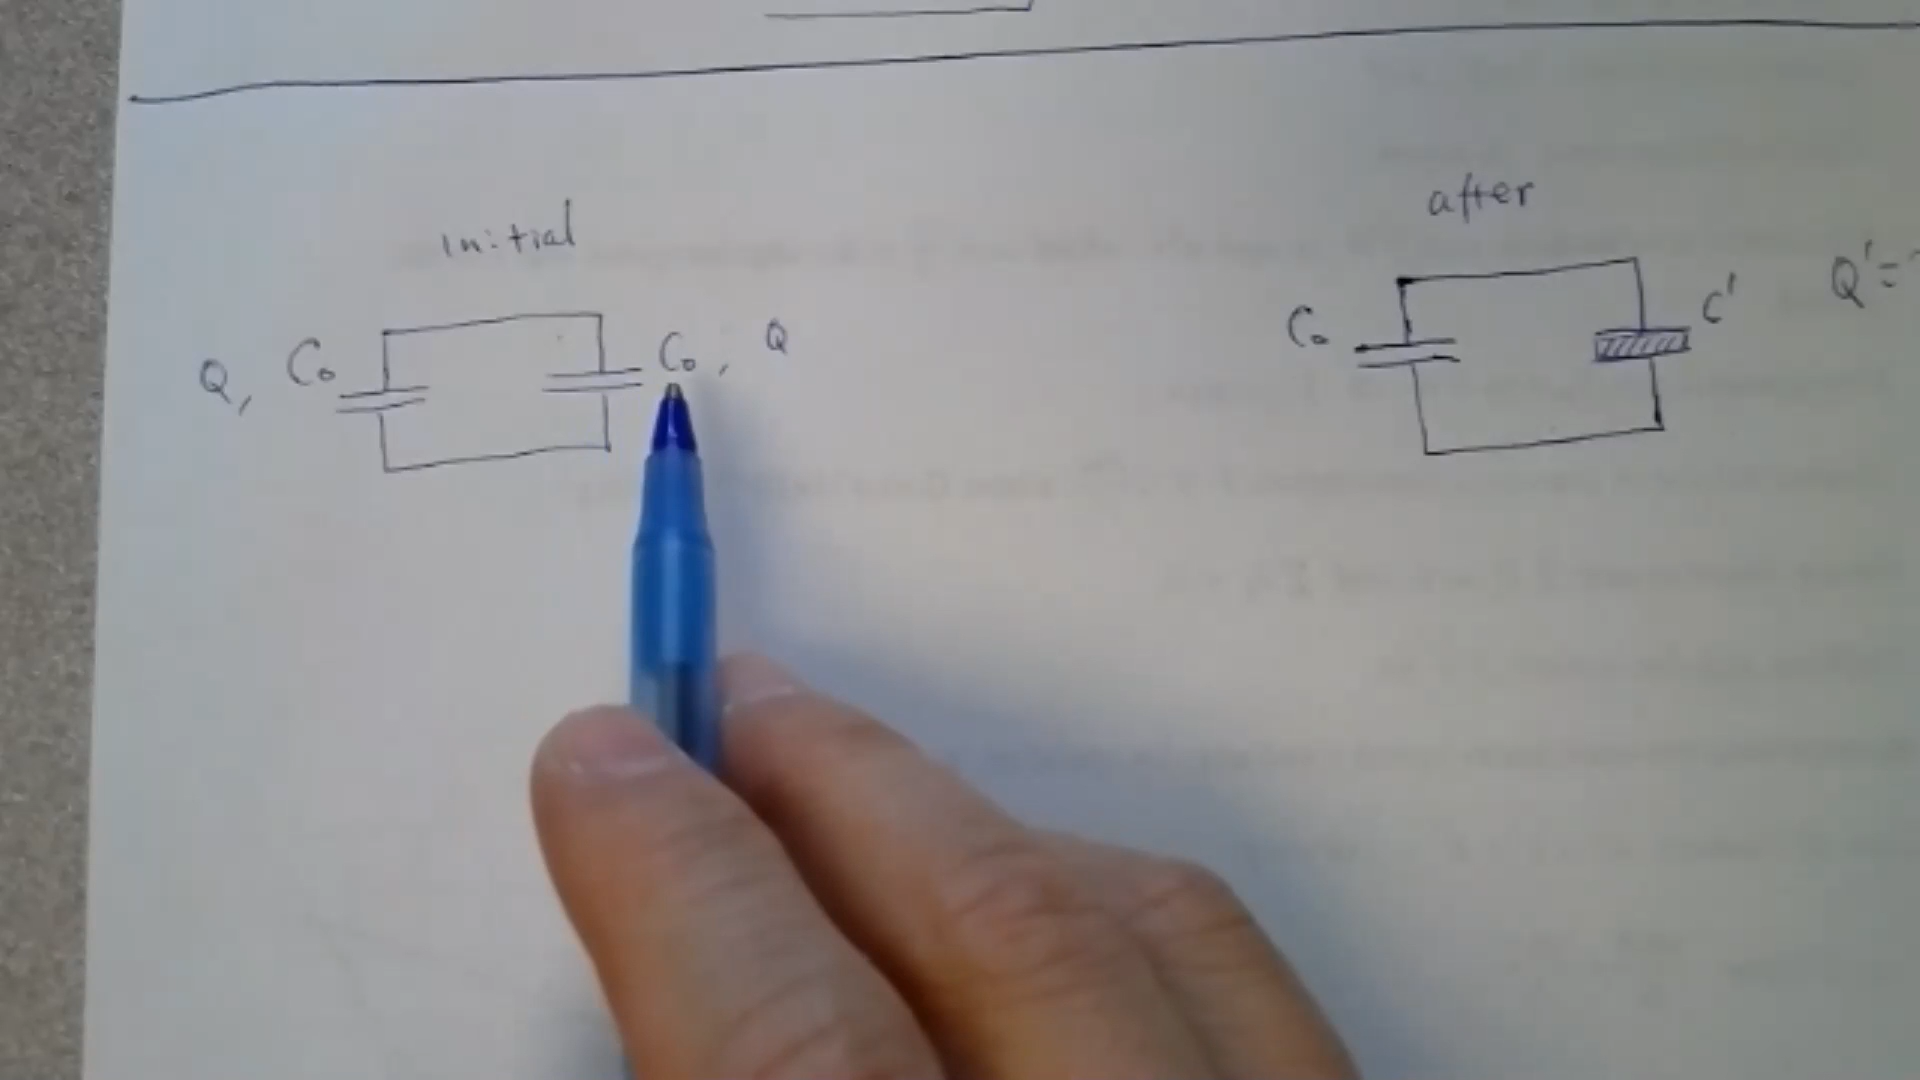 initial
after
Q, C₀
C₀, Q
C₀
C'
Q'=